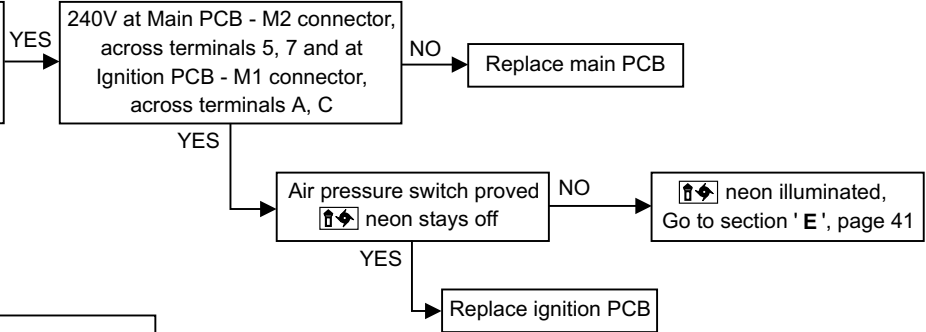 240V at Main PCB - M2 connector,
across terminals 5, 7 and at
Ignition PCB - M1 connector,
across terminals A, C
YES
NO
Replace main PCB
YES
Air pressure switch proved
neon stays off
NO
neon illuminated,
Go to section ' E ', page 41
YES
Replace ignition PCB